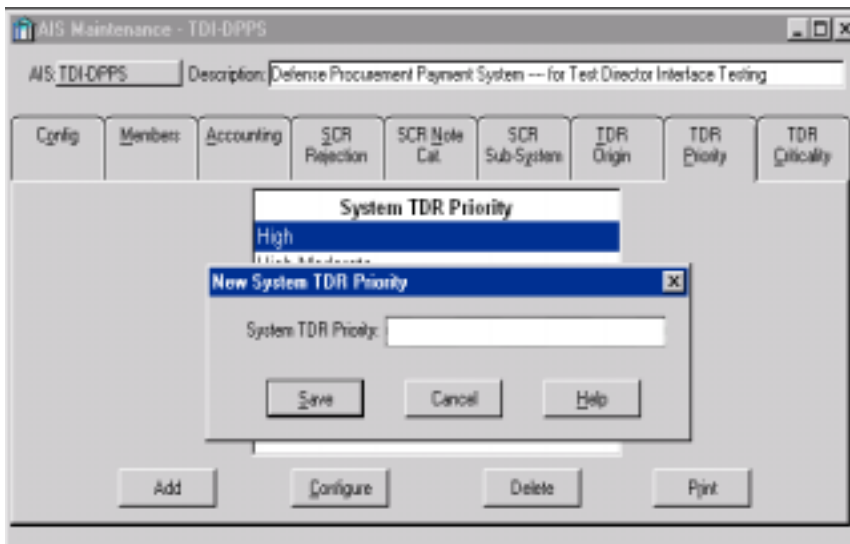 AIS Maintenance - TDI-DPPS
AIS: TDI-DPPS Description: Defense Procurement Payment System --- for Test Director Interface Testing
Config Members Accounting SCR Rejection SCR Note Cat. SCR Sub-System TDR Origin TDR Priority TDR Criticality
System TDR Priority
High
High Moderate
New System TDR Priority
System TDR Priority:
Save Cancel Help
Add Configure Delete Print